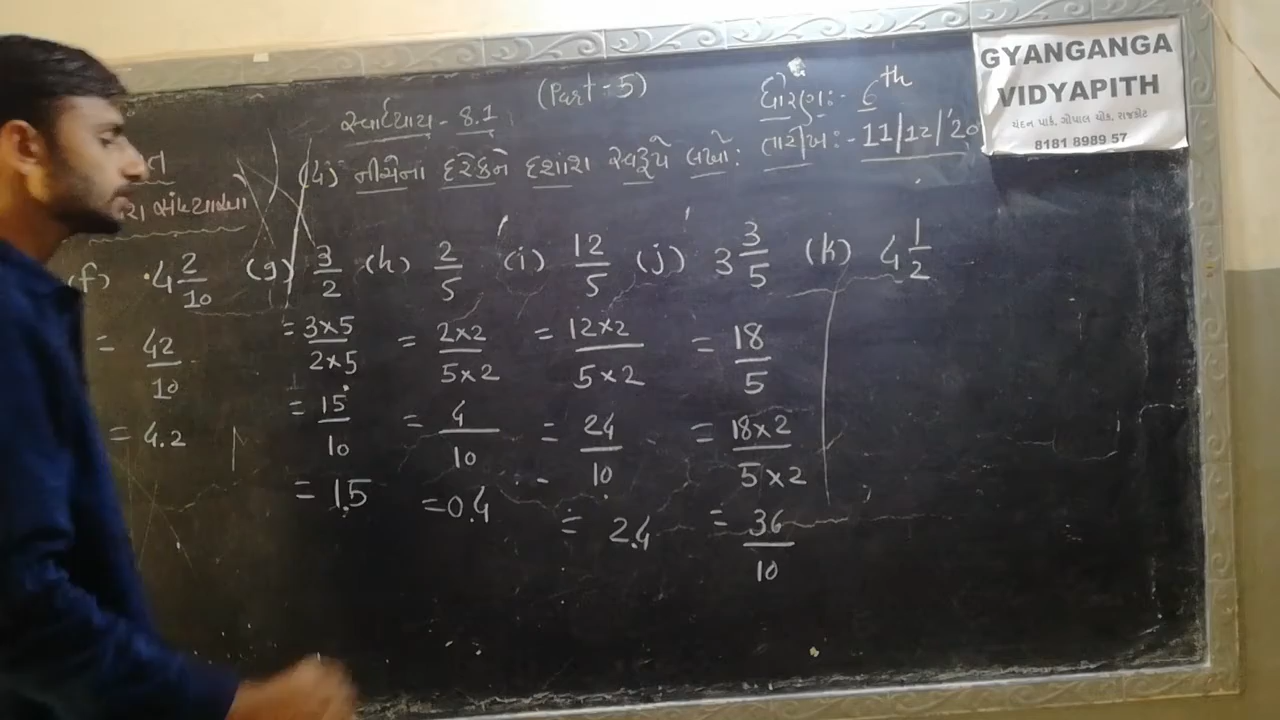 (Part - 5)
ધોરણ :- 6th
સ્વાધ્યાય - 8.1
તારીખ :- 11/12/'20
નીચેના દરેકને દશાંશ સ્વરૂપે લખો:
GYANGANGA
VIDYAPITH
ચંદન પાર્ક, ગોપાલ ચોક, રાજકોટ
8181 8989 57
(f) 4 2/10 (g) 3/2 (h) 2/5 (i) 12/5 (j) 3 3/5 (k) 4 1/2
= 42/10 = 3×5/2×5 = 2×2/5×2 = 12×2/5×2 = 18/5
= 4.2 = 15/10 = 4/10 = 24/10 = 18×2/5×2
= 1.5 = 0.4 = 2.4 = 36/10